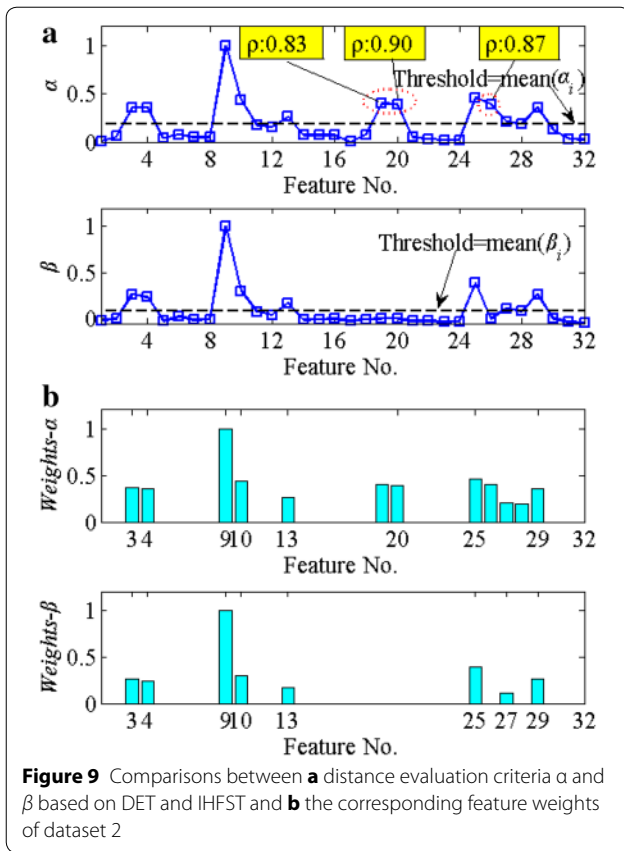 a
ρ:0.83 ρ:0.90 ρ:0.87
Threshold=mean(α_i)
α
1
0.5
0
4 8 12 16 20 24 28 32
Feature No.
Threshold=mean(β_i)
β
1
0.5
0
4 8 12 16 20 24 28 32
Feature No.
b
Weights-α
1
0.5
0
3 4 9 10 13 20 25 29 32
Feature No.
Weights-β
1
0.5
0
3 4 9 10 13 25 27 29 32
Feature No.
Figure 9 Comparisons between a distance evaluation criteria α and
β based on DET and IHFST and b the corresponding feature weights
of dataset 2